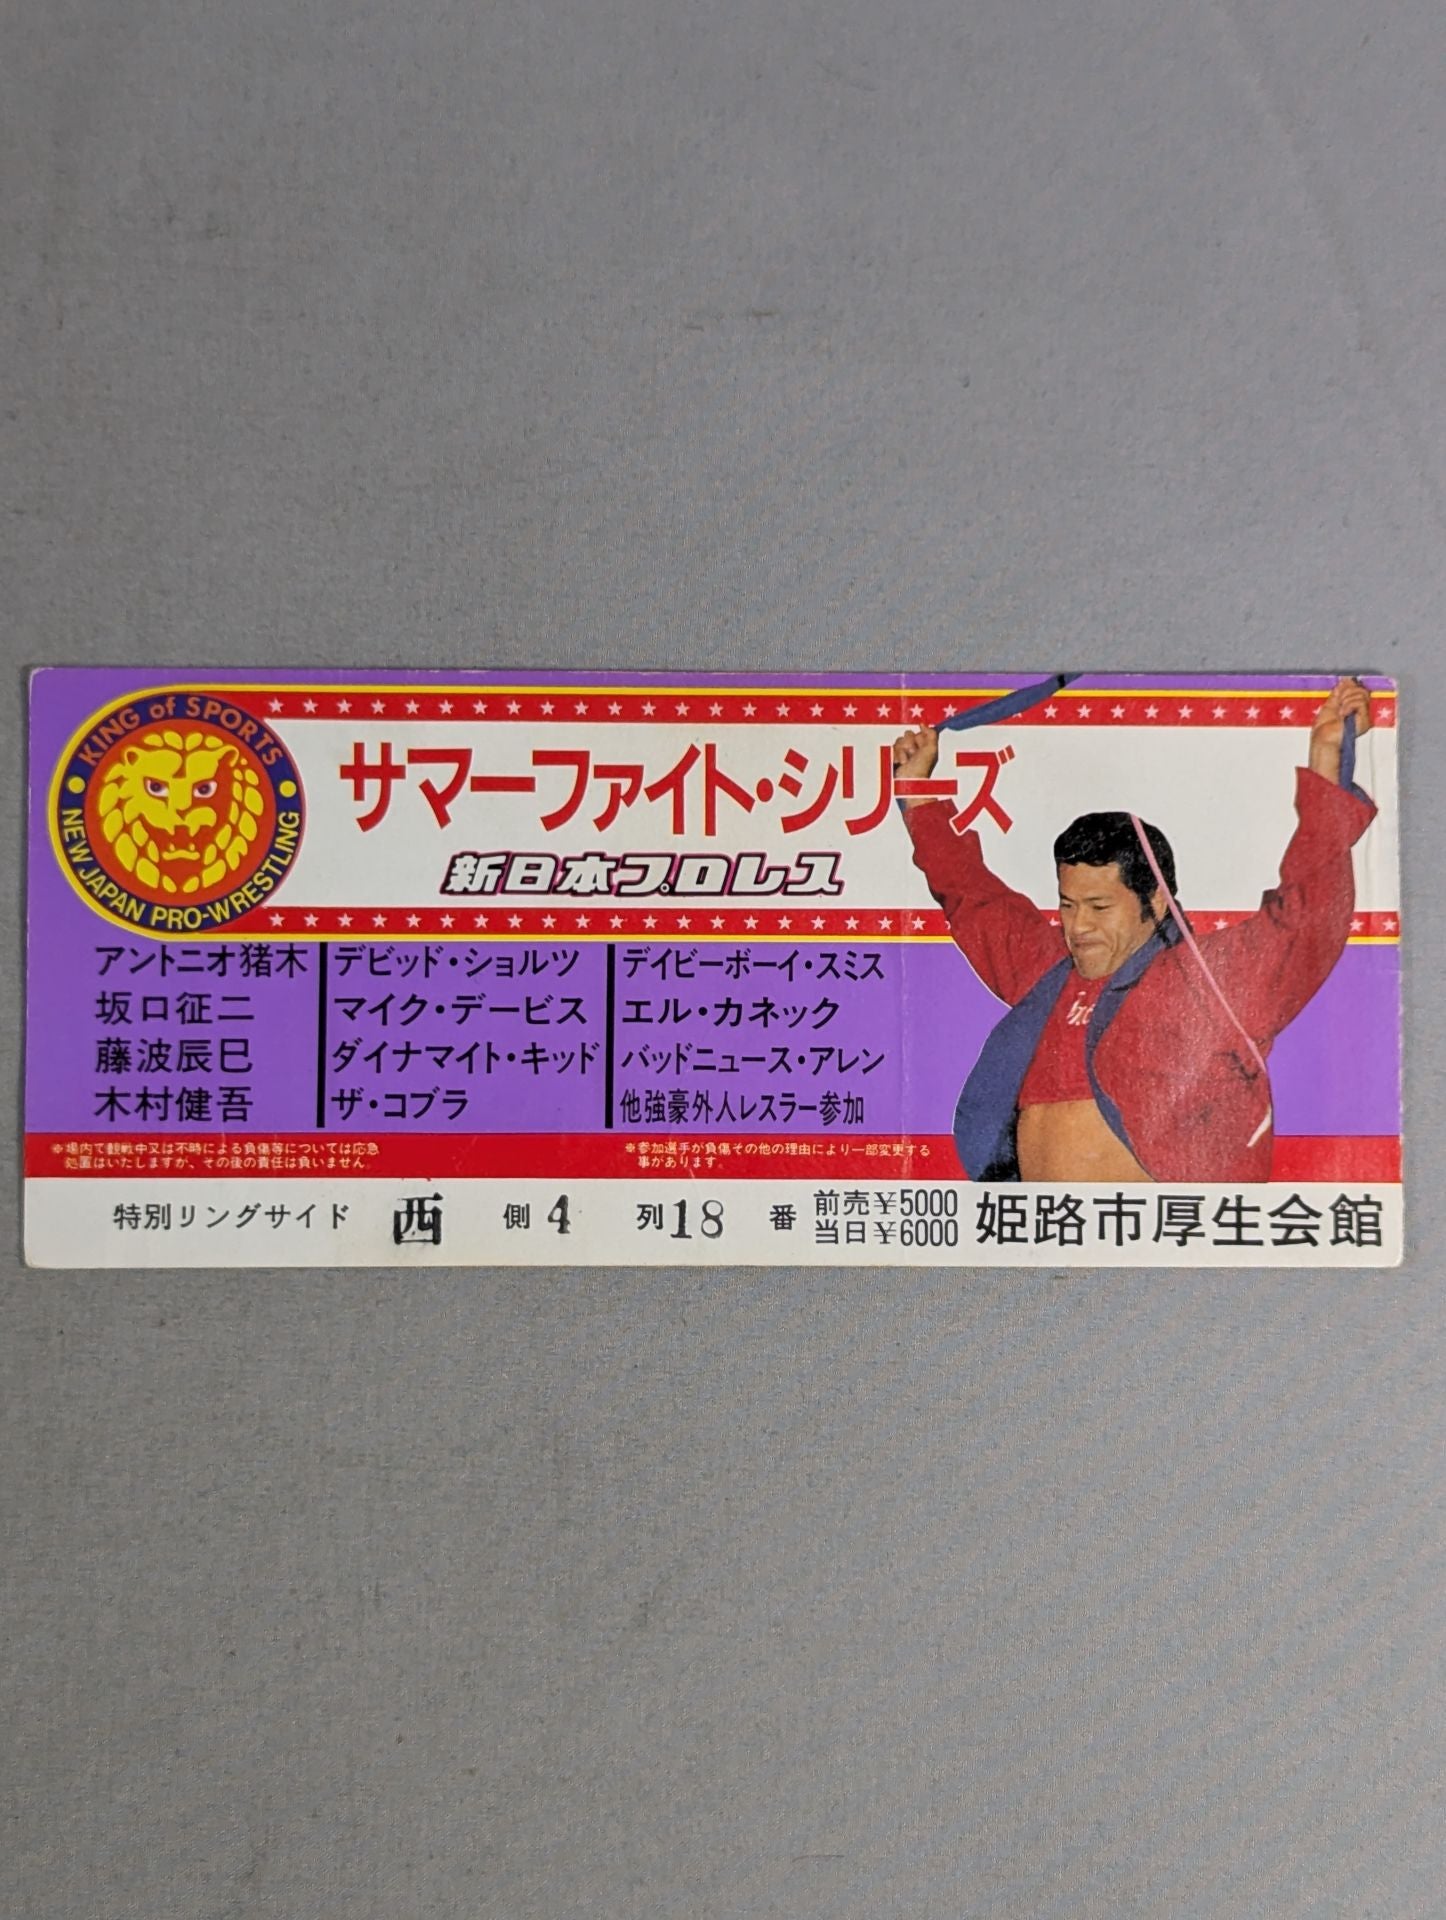 KING of SPORTS
NEW JAPAN PRO-WRESTLING
サマーファイト・シリーズ
新日本プロレス
アントニオ猪木
坂口征二
藤波辰巳
木村健吾
デビッド・ショルツ
マイク・デービス
ダイナマイト・キッド
ザ・コブラ
デイビーボーイ・スミス
エル・カネック
バッドニュース・アレン
他強豪外人レスラー参加
※場内で観戦中又は不時による負傷等については応急
処置はいたしますが、その後の責任は負いません。
※参加選手が負傷その他の理由により一部変更する
事があります。
特別リングサイド 西 側 4 列 18 番
前売¥5000
当日¥6000
姫路市厚生会館